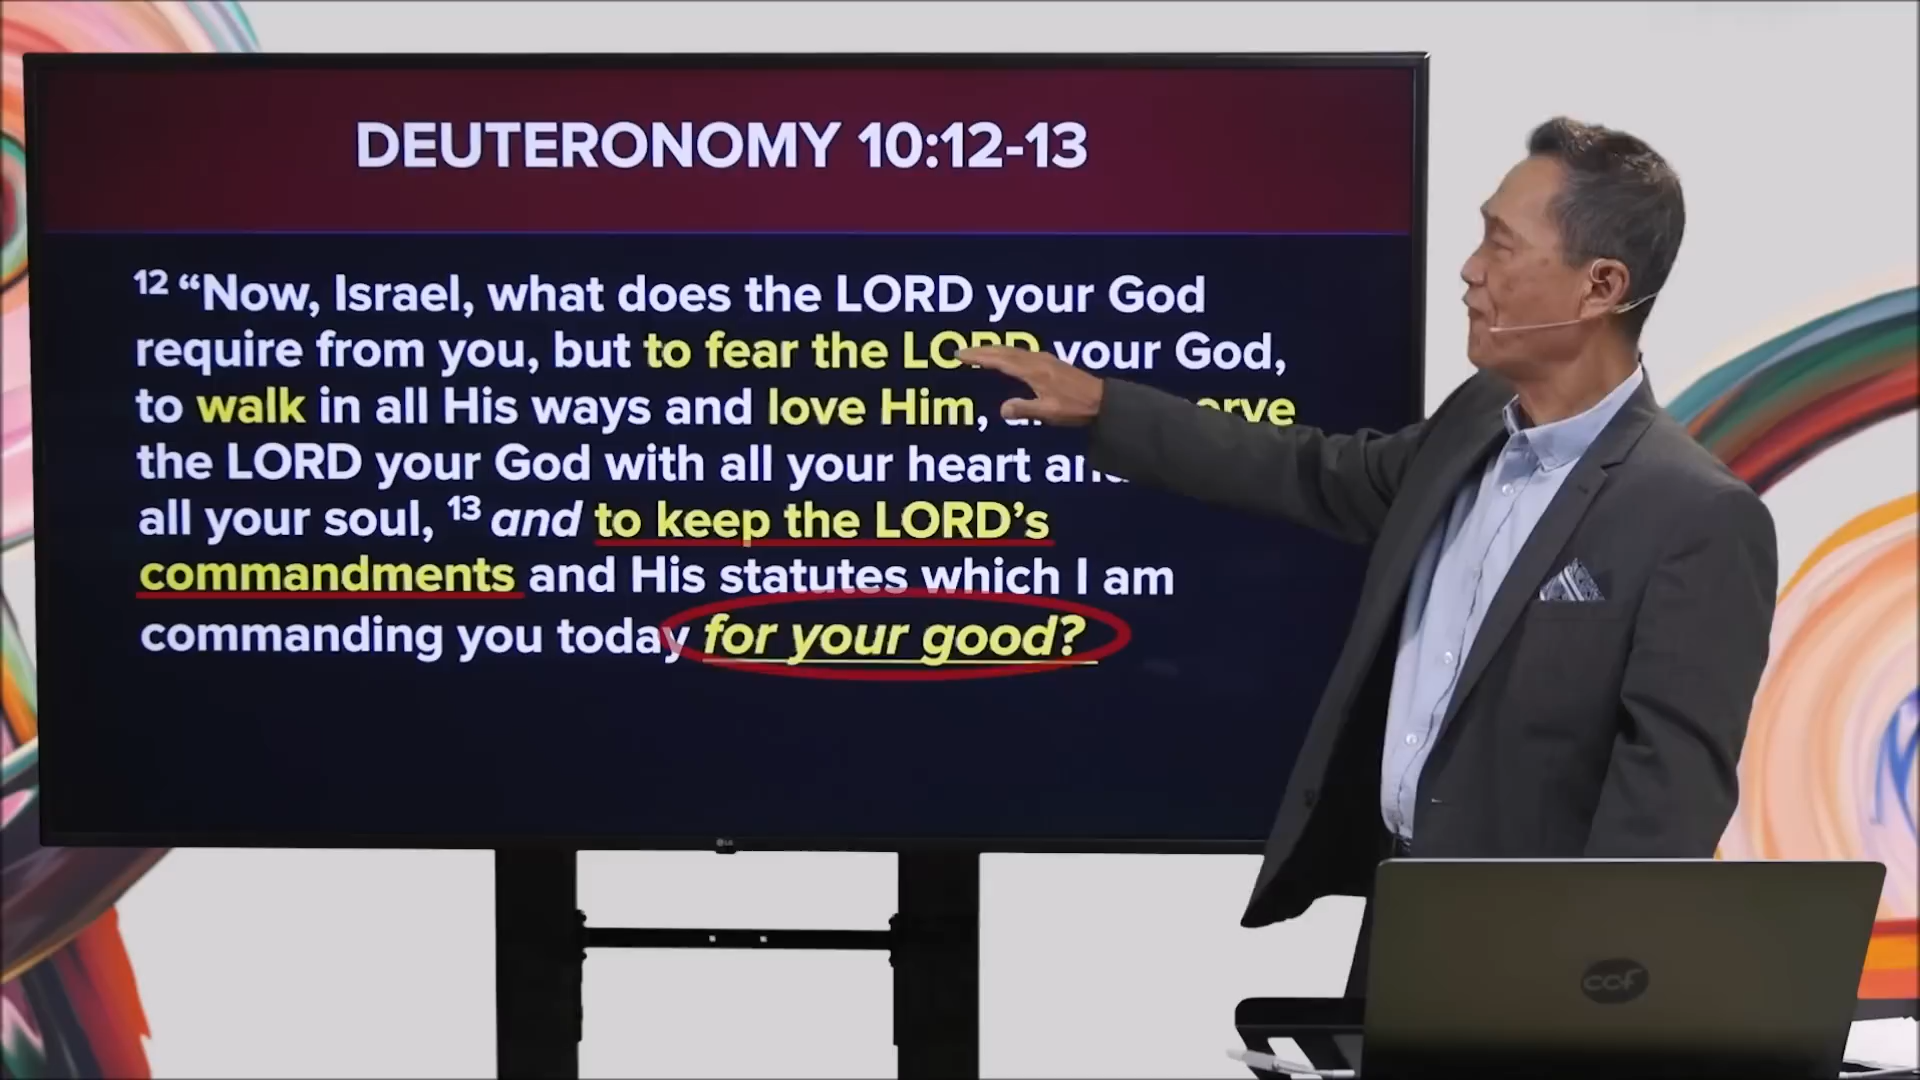 DEUTERONOMY 10:12-13
12 “Now, Israel, what does the LORD your God
require from you, but to fear the LORD your God,
to walk in all His ways and love Him,
the LORD your God with all your heart
all your soul, 13 and to keep the LORD’s
commandments and His statutes which I am
commanding you today for your good?
LG
ccf